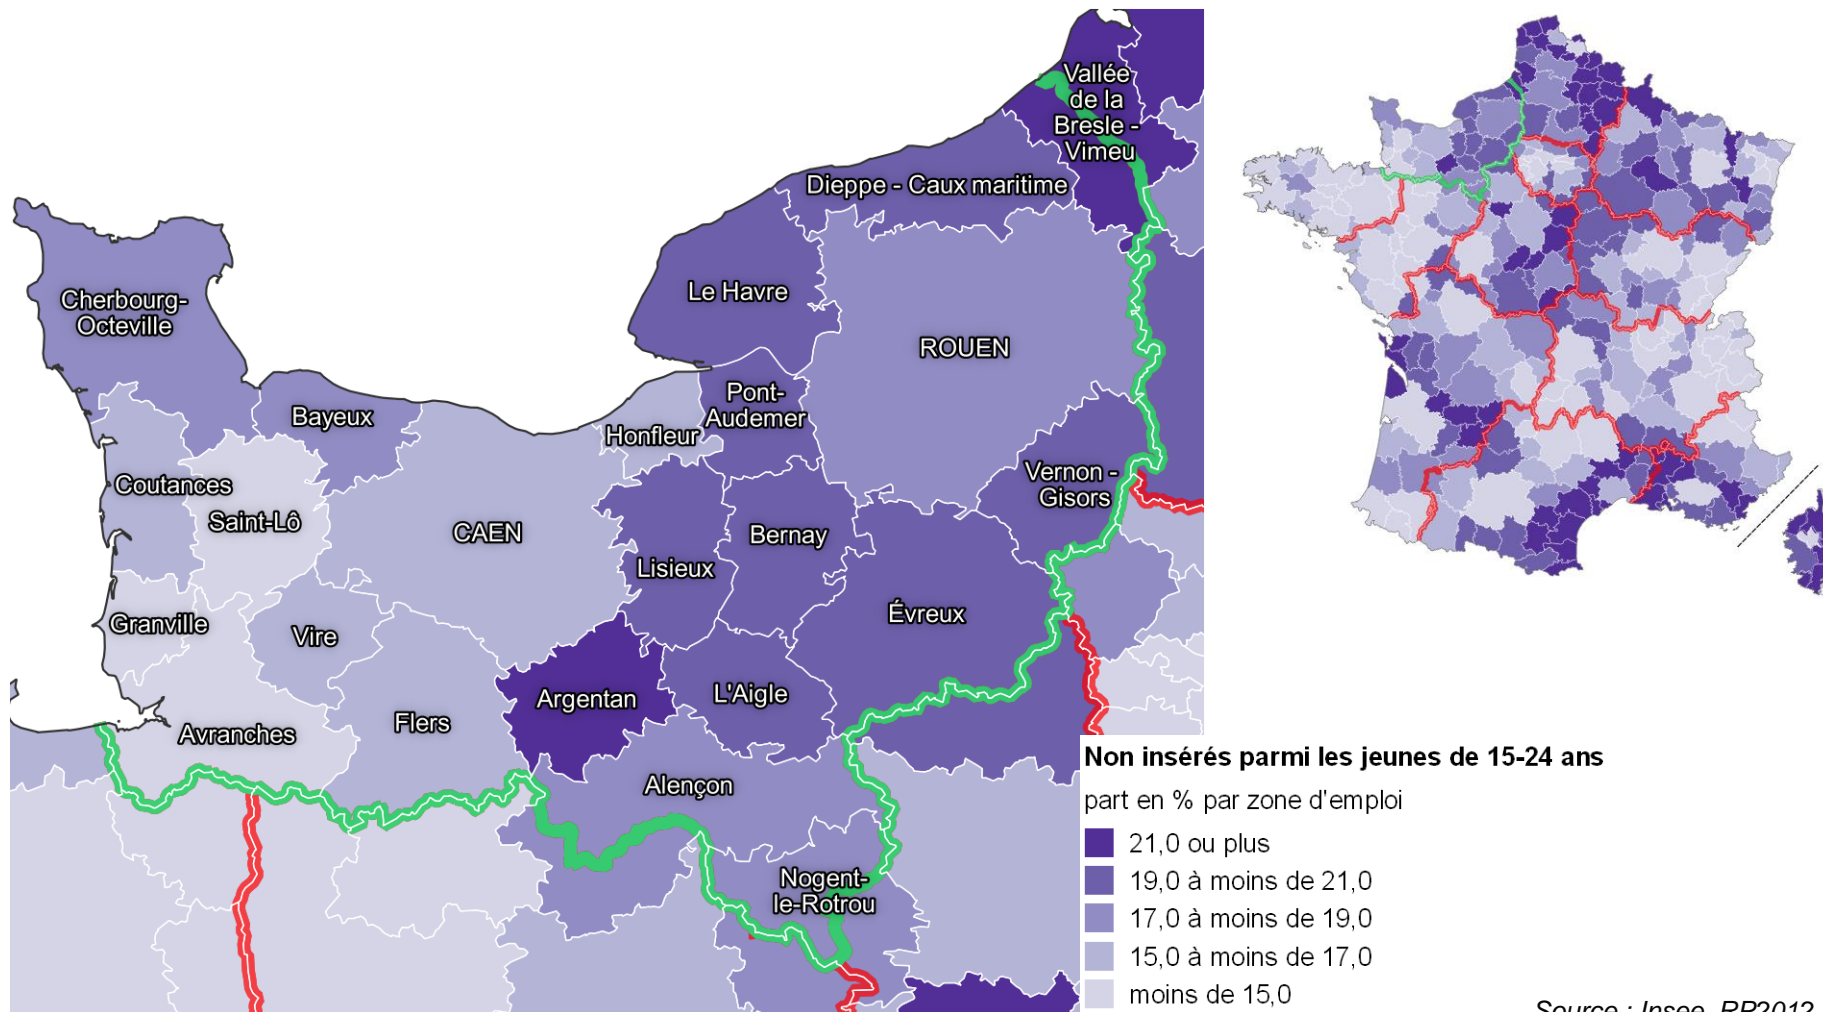 Vallée
de la
Bresle -
Vimeu
Dieppe - Caux maritime
Le Havre
Cherbourg-
Octeville
ROUEN
Pont-
Audemer
Bayeux
Honfleur
Vernon -
Gisors
Coutances
Saint-Lô
CAEN
Bernay
Lisieux
Évreux
Granville
Vire
Argentan
L'Aigle
Flers
Avranches
Alençon
Nogent-
le-Rotrou
Non insérés parmi les jeunes de 15-24 ans
part en % par zone d'emploi
21,0 ou plus
19,0 à moins de 21,0
17,0 à moins de 19,0
15,0 à moins de 17,0
moins de 15,0
Source : Insee, RP2012